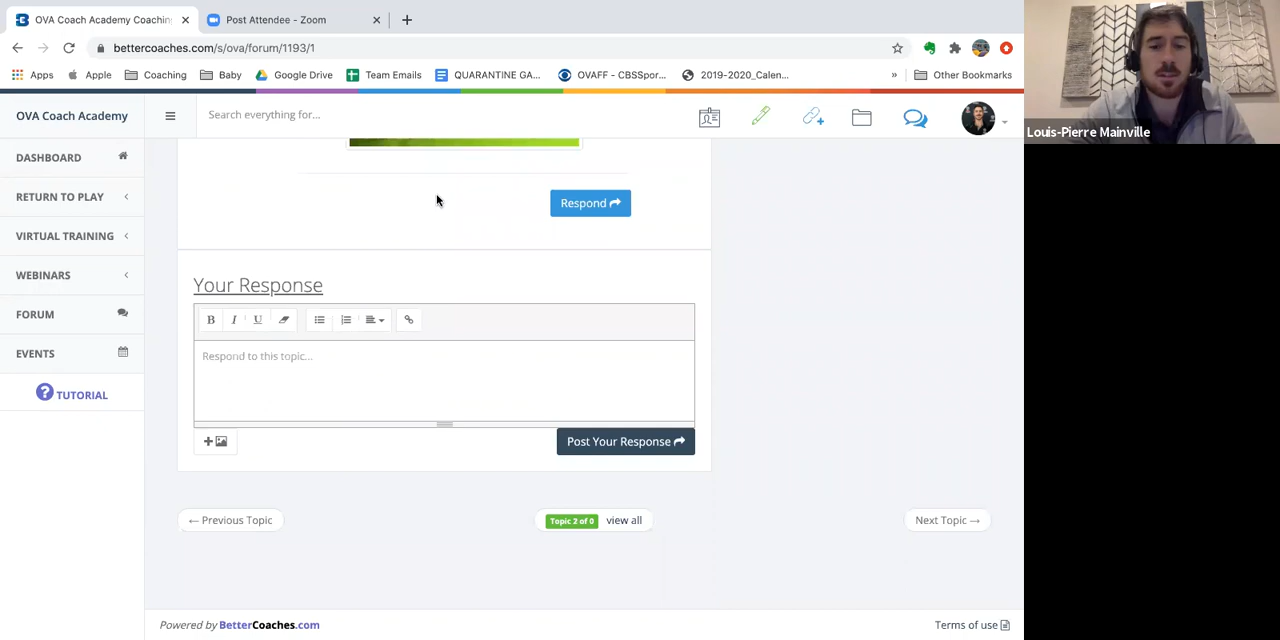 OVA Coach Academy Coaching
Post Attendee - Zoom
bettercoaches.com/s/ova/forum/1193/1
Apps
Apple
Coaching
Baby
Google Drive
Team Emails
QUARANTINE GA...
OVAFF - CBSSpor...
2019-2020_Calen...
»
Other Bookmarks
OVA Coach Academy
Search everything...
Louis-Pierre Mainville
DASHBOARD
RETURN TO PLAY
VIRTUAL TRAINING
WEBINARS
FORUM
EVENTS
? TUTORIAL
Respond
Your Response
B I U
Respond to this topic...
Post Your Response
← Previous Topic
Topic 2 of 0 view all
Next Topic →
Powered by BetterCoaches.com
Terms of use